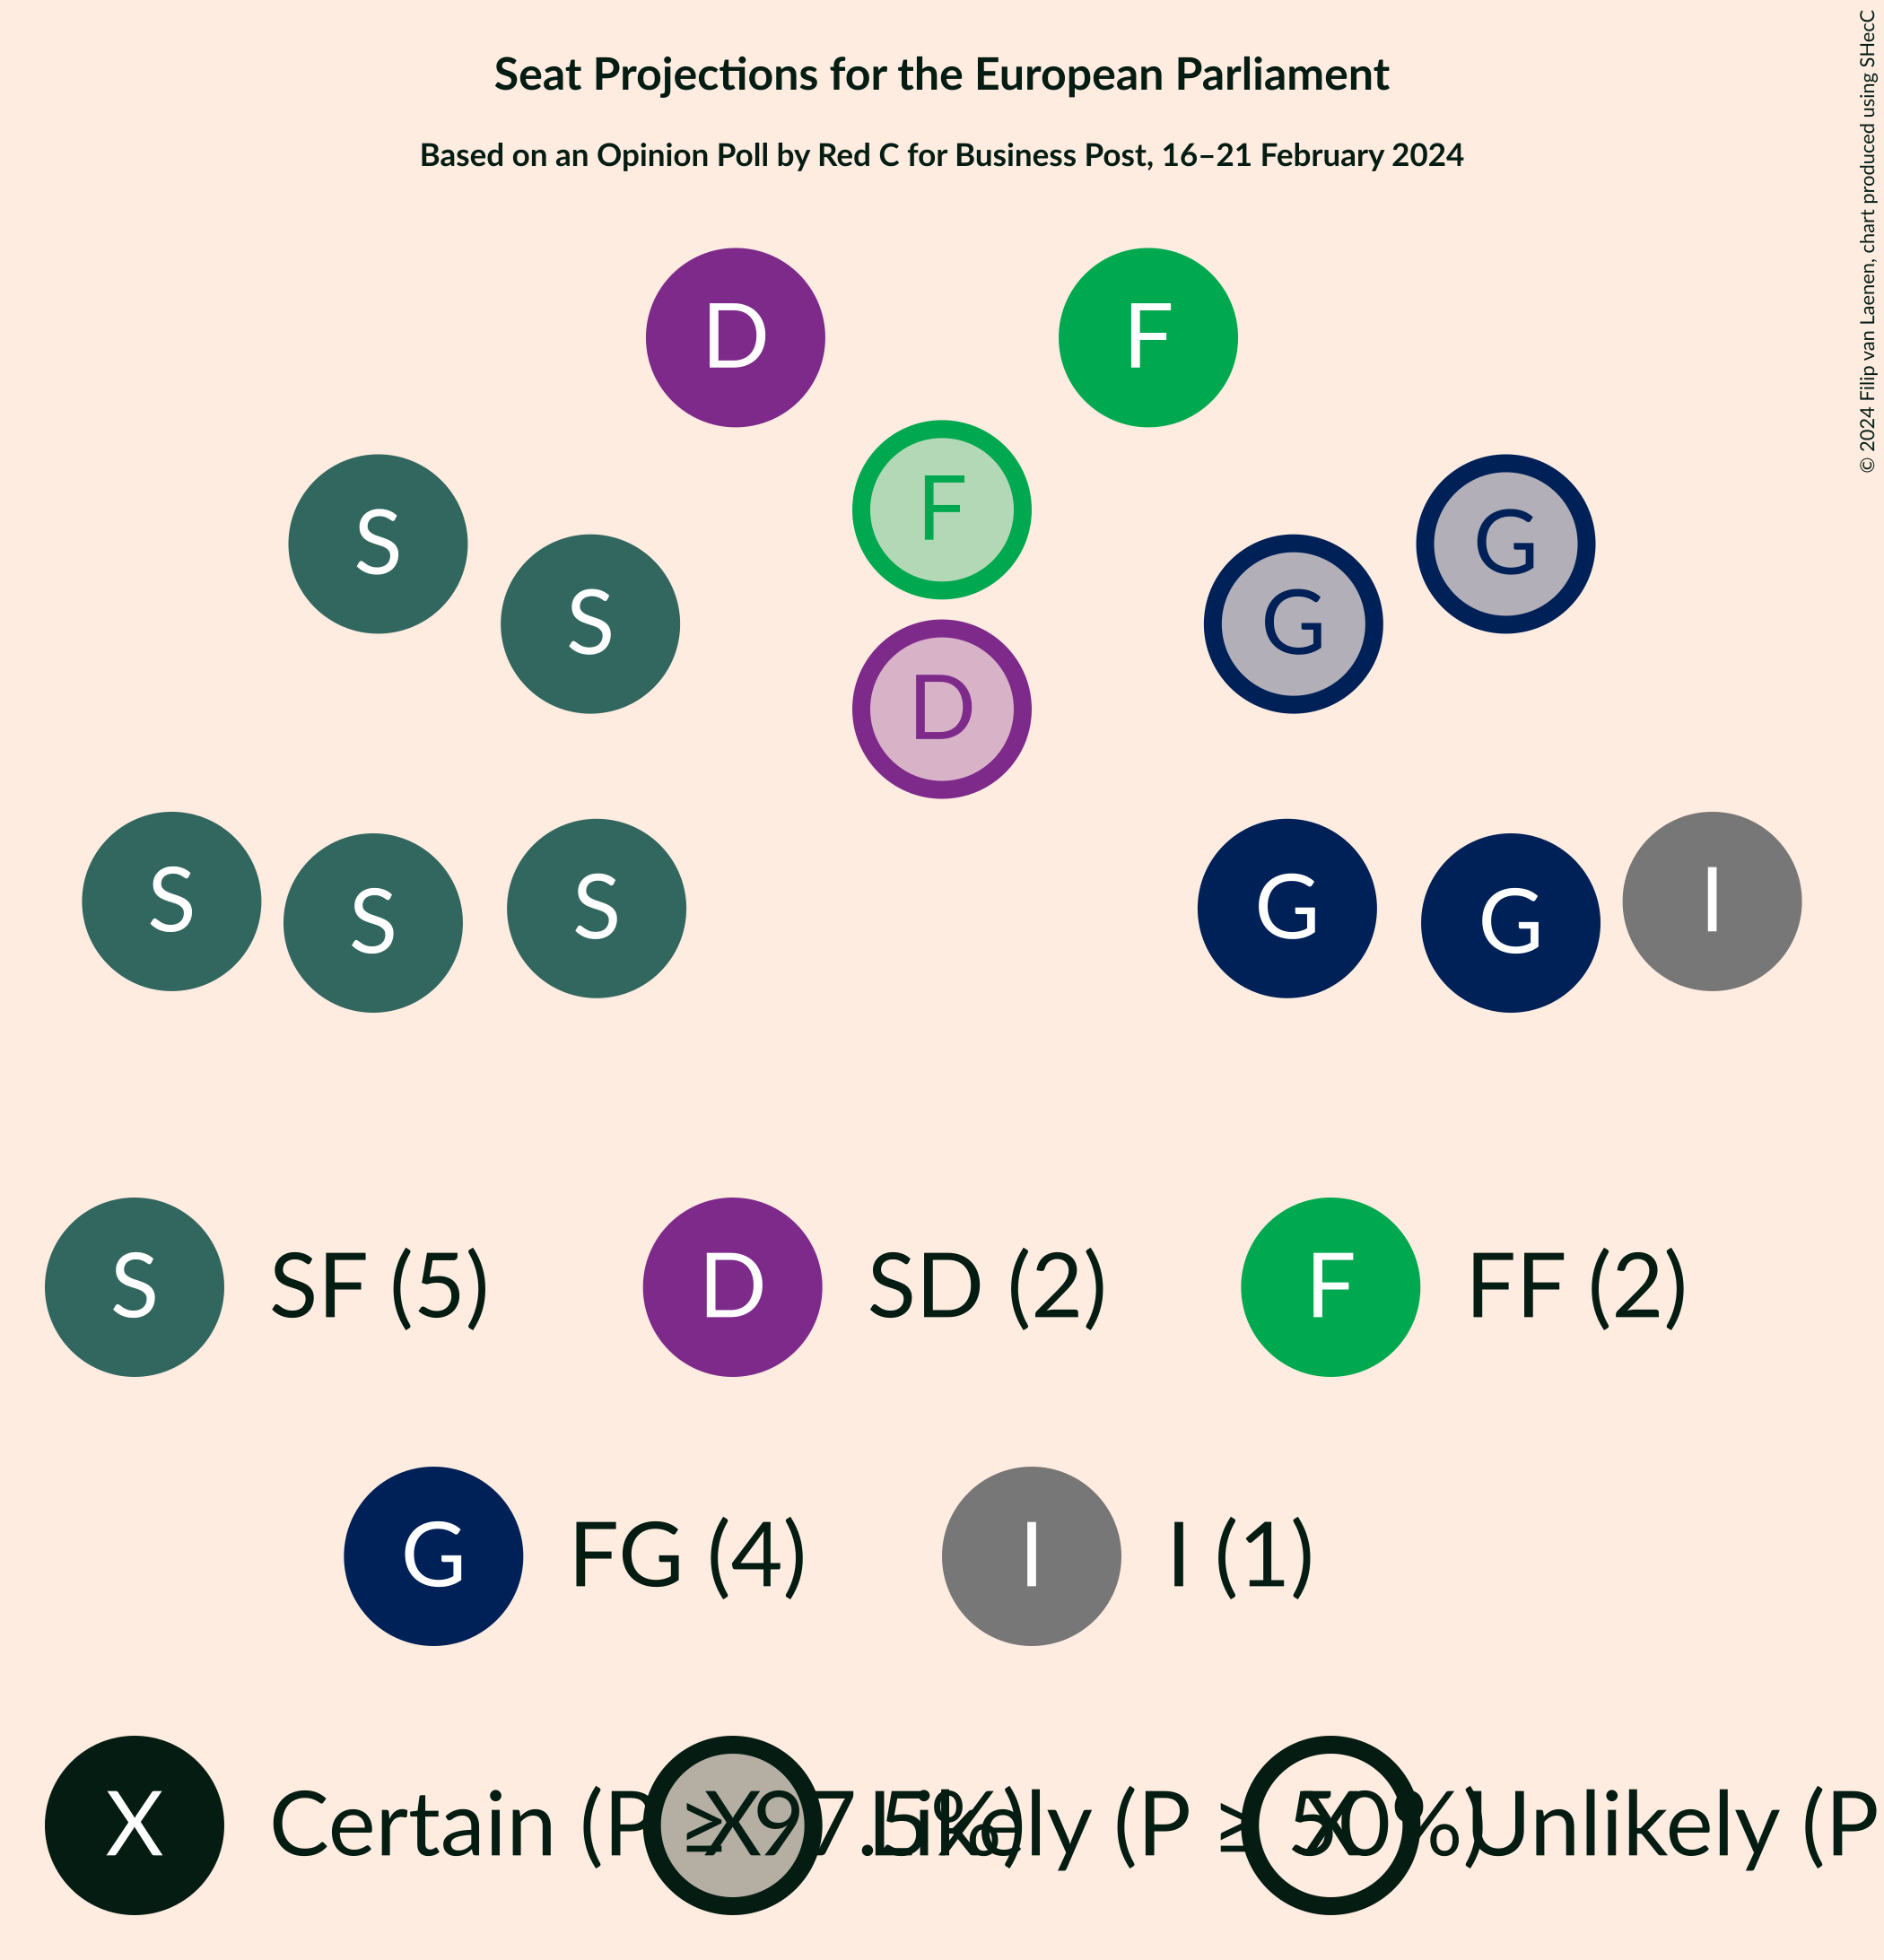 Seat Projections for the European Parliament
Based on an Opinion Poll by Red C for Business Post, 16–21 February 2024
© 2024 Filip van Laenen, chart produced using SHecC
D F
F
S G
S G
D
S S S G G I
S SF (5) D SD (2) F FF (2)
G FG (4) I I (1)
X Certain (P ≥ 97.5%) X Likely (P ≥ 50%) X Unlikely (P